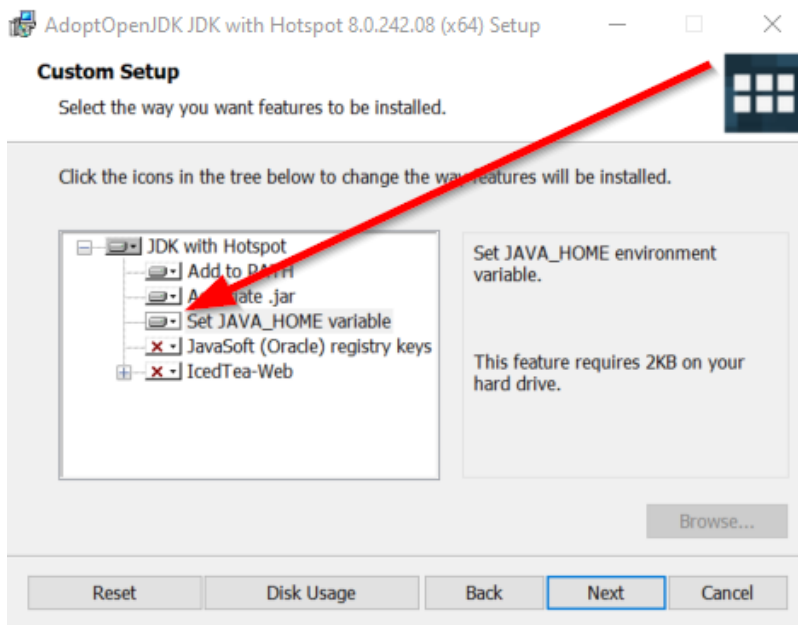 AdoptOpenJDK JDK with Hotspot 8.0.242.08 (x64) Setup
Custom Setup
Select the way you want features to be installed.
Click the icons in the tree below to change the way features will be installed.
JDK with Hotspot
Add to PATH
.jar
Set JAVA_HOME variable
JavaSoft (Oracle) registry keys
IcedTea-Web
Set JAVA_HOME environment
variable.
This feature requires 2KB on your
hard drive.
Browse...
Reset
Disk Usage
Back
Next
Cancel